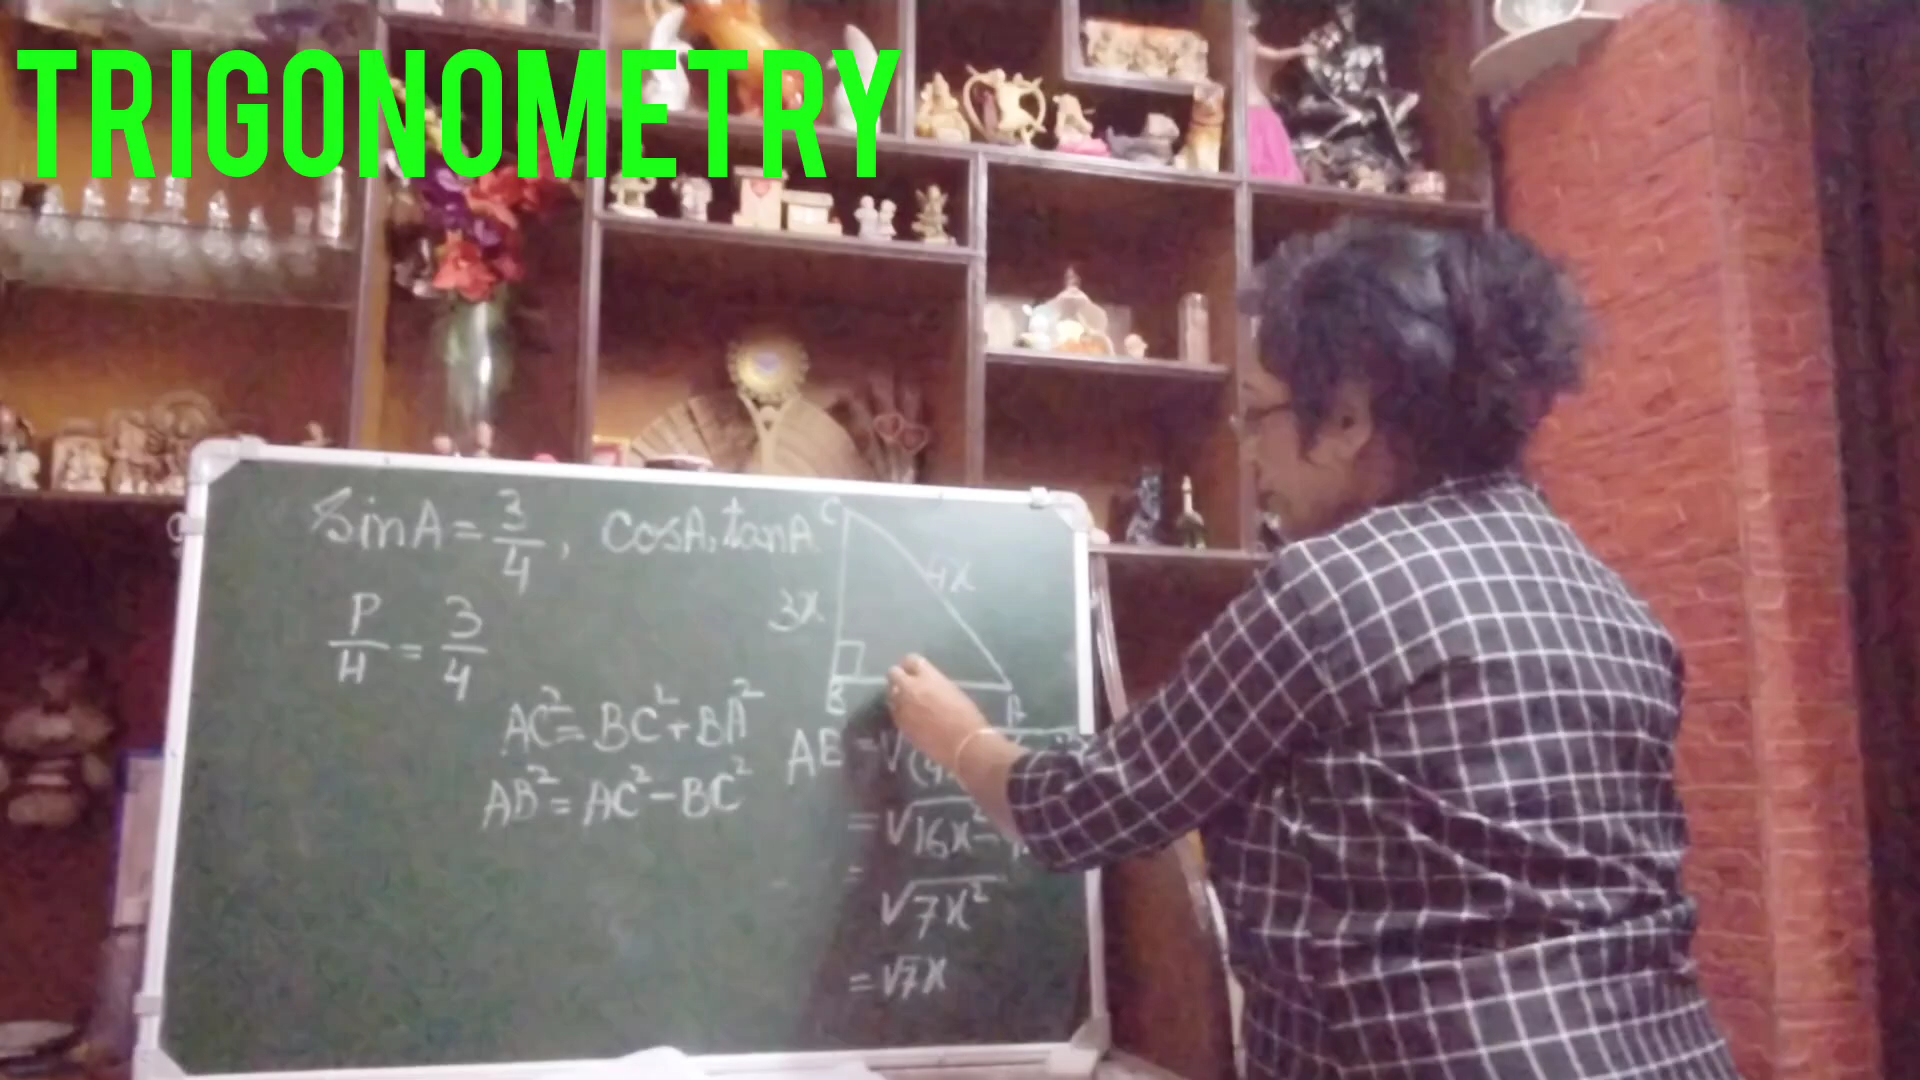 TRIGONOMETRY
SinA = 3/4, cosA, tanA
P/H = 3/4
C
4x
3x
B
A
AC² = BC² + BA²
AB² = AC² - BC²
AB = √(4
= √16x²-
=
√7x²
= √7x